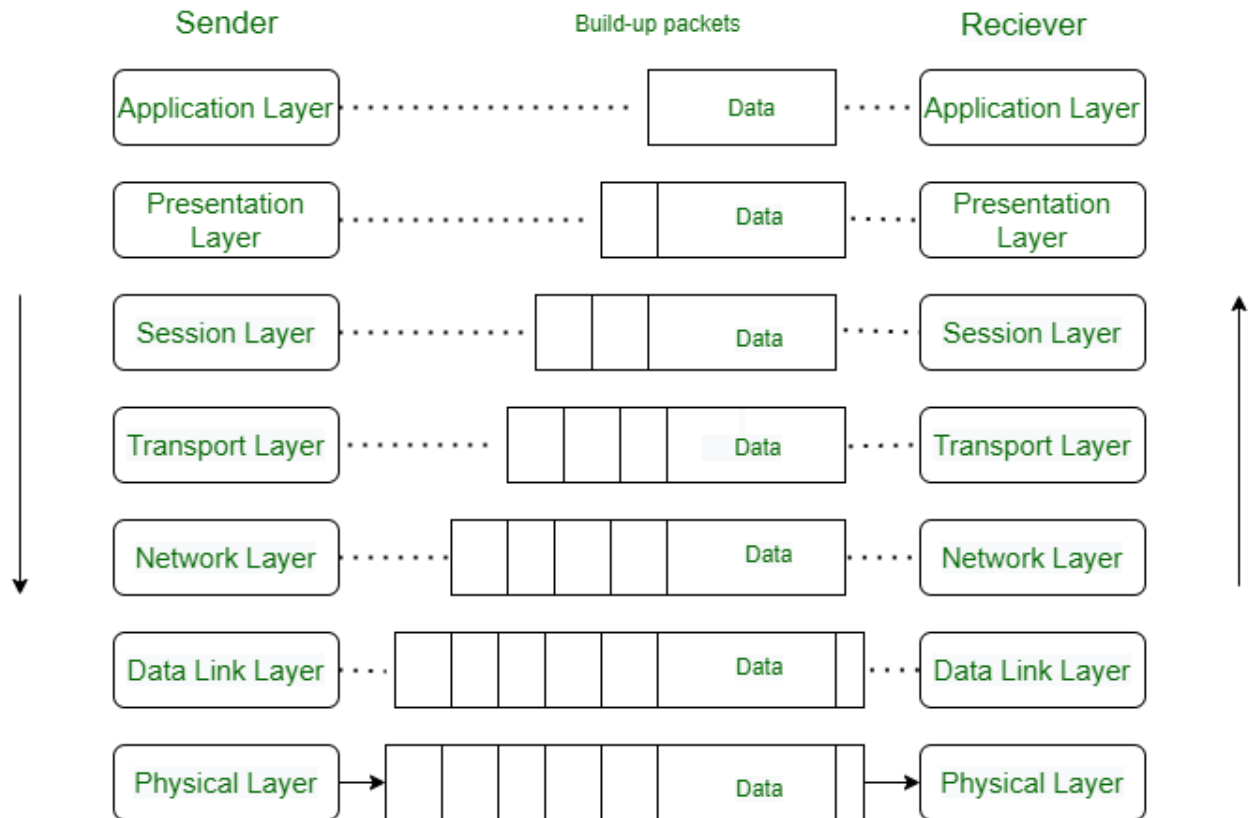 Sender
Build-up packets
Reciever
Application Layer
Data
Application Layer
Presentation
Layer
Data
Presentation
Layer
Session Layer
Data
Session Layer
Transport Layer
Data
Transport Layer
Network Layer
Data
Network Layer
Data Link Layer
Data
Data Link Layer
Physical Layer
Data
Physical Layer